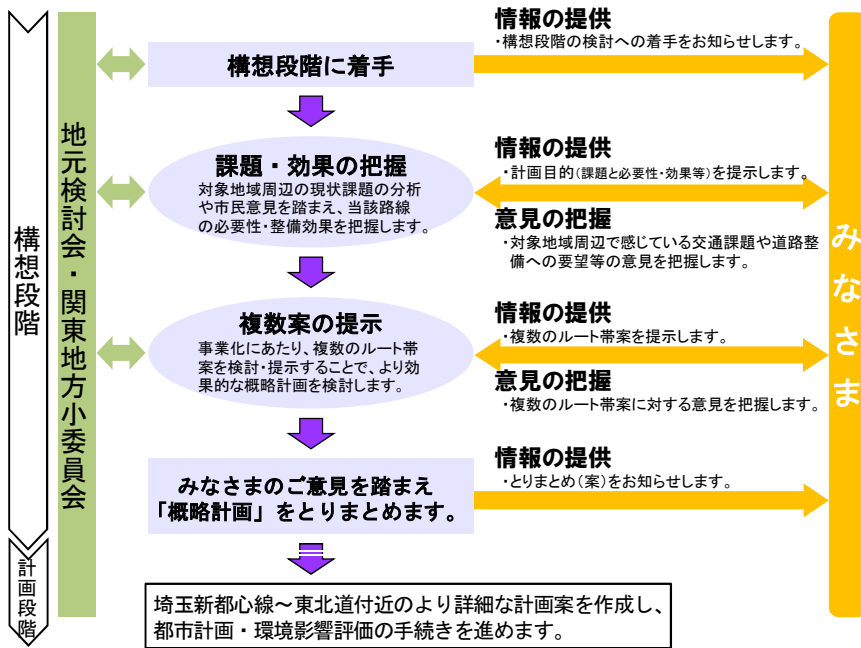 構想段階
計画段階
地元検討会・関東地方小委員会
構想段階に着手
情報の提供
・構想段階の検討への着手をお知らせします。
課題・効果の把握
対象地域周辺の現状課題の分析
や市民意見を踏まえ、当該路線
の必要性・整備効果を把握します。
情報の提供
・計画目的(課題と必要性・効果等)を提示します。
意見の把握
・対象地域周辺で感じている交通課題や道路整
備への要望等の意見を把握します。
複数案の提示
事業化にあたり、複数のルート帯
案を検討・提示することで、より効
果的な概略計画を検討します。
情報の提供
・複数のルート帯案を提示します。
意見の把握
・複数のルート帯案に対する意見を把握します。
みなさまのご意見を踏まえ
「概略計画」をとりまとめます。
情報の提供
・とりまとめ(案)をお知らせします。
埼玉新都心線～東北道付近のより詳細な計画案を作成し、
都市計画・環境影響評価の手続きを進めます。
みなさま